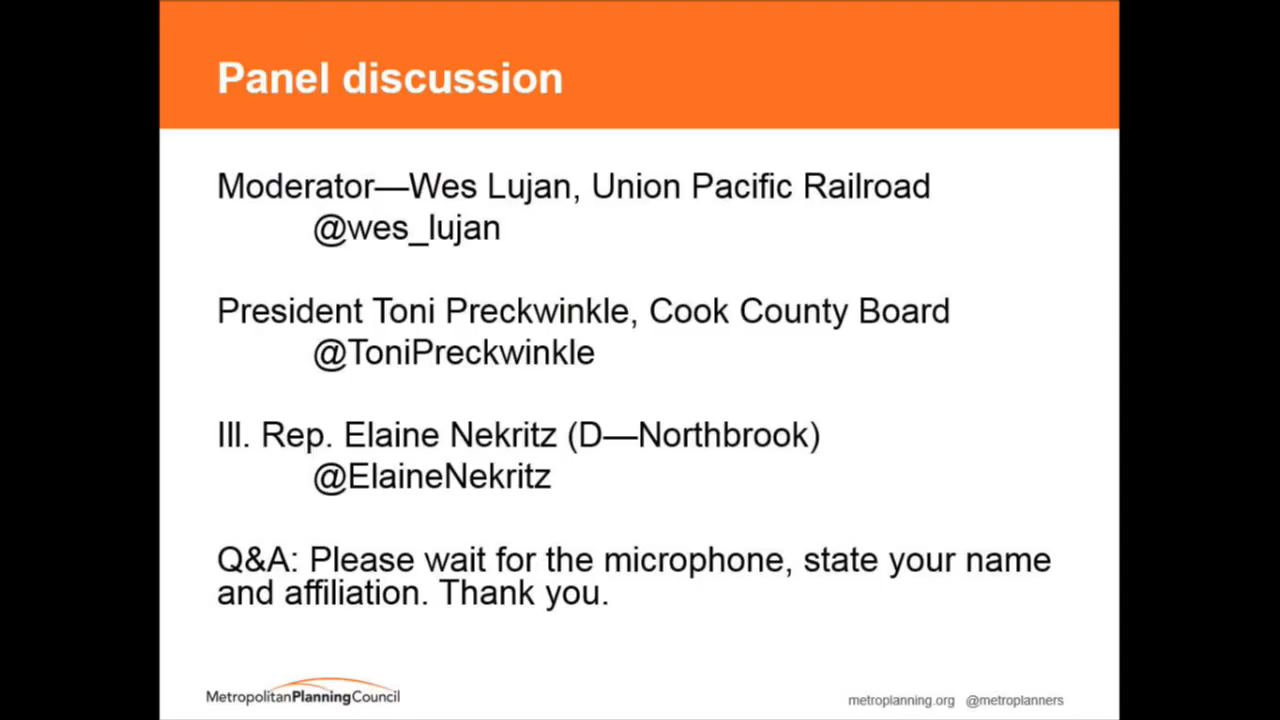 Panel discussion
Moderator—Wes Lujan, Union Pacific Railroad
@wes_lujan
President Toni Preckwinkle, Cook County Board
@ToniPreckwinkle
Ill. Rep. Elaine Nekritz (D—Northbrook)
@ElaineNekritz
Q&A: Please wait for the microphone, state your name
and affiliation. Thank you.
MetropolitanPlanningCouncil
metroplanning.org @metroplanners